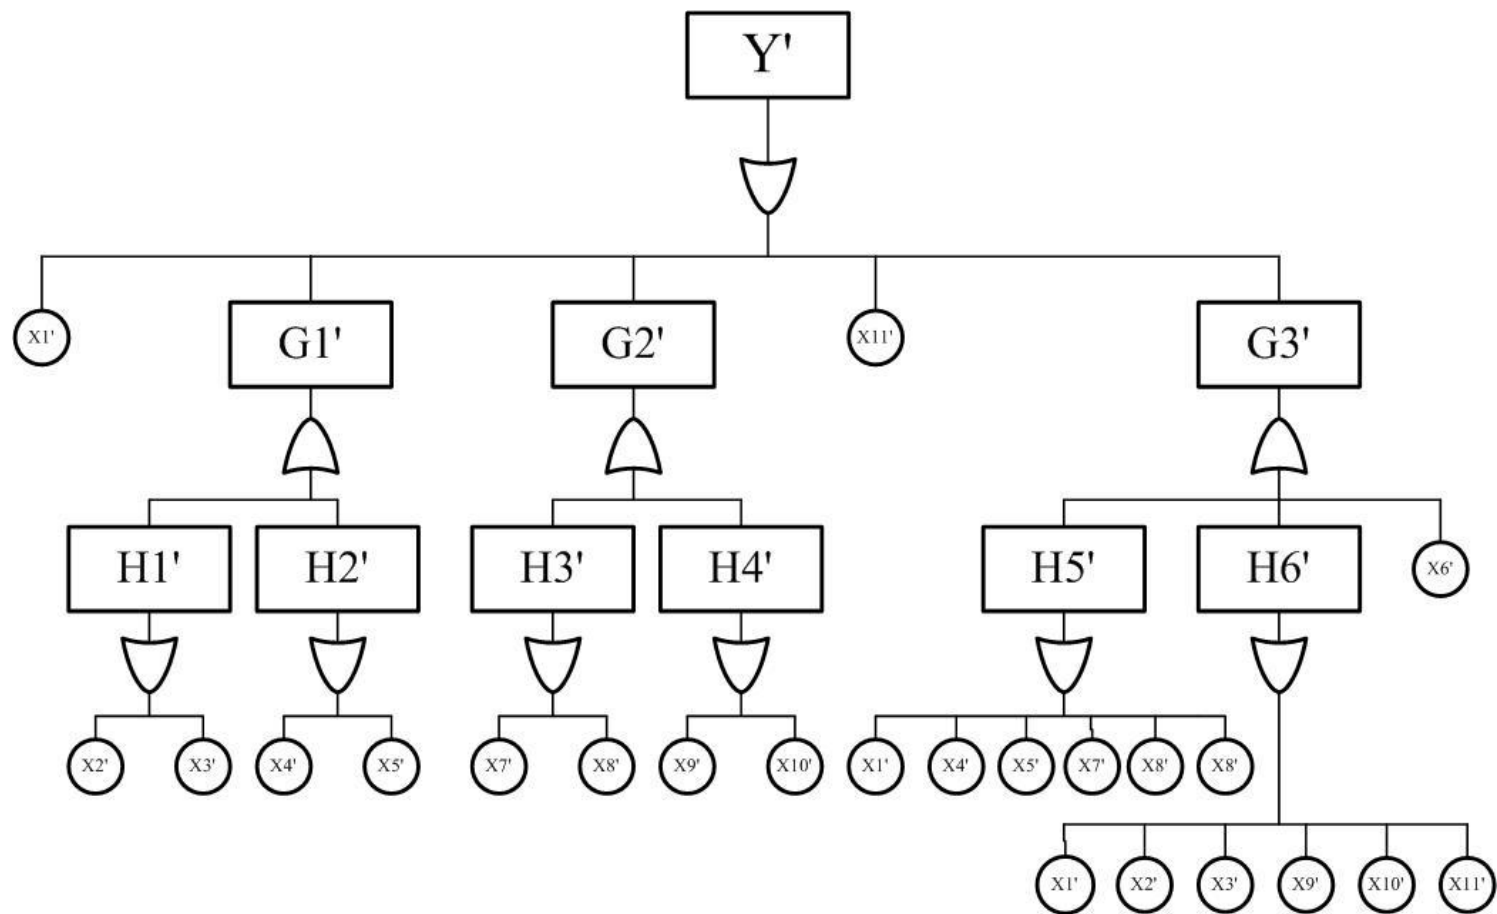 Y'
X1' G1' G2' X11' G3'
H1' H2' H3' H4' H5' H6' X6'
X2' X3' X4' X5' X7' X8' X9' X10' X1' X4' X5' X7' X8' X8'
X1' X2' X3' X9' X10' X11'